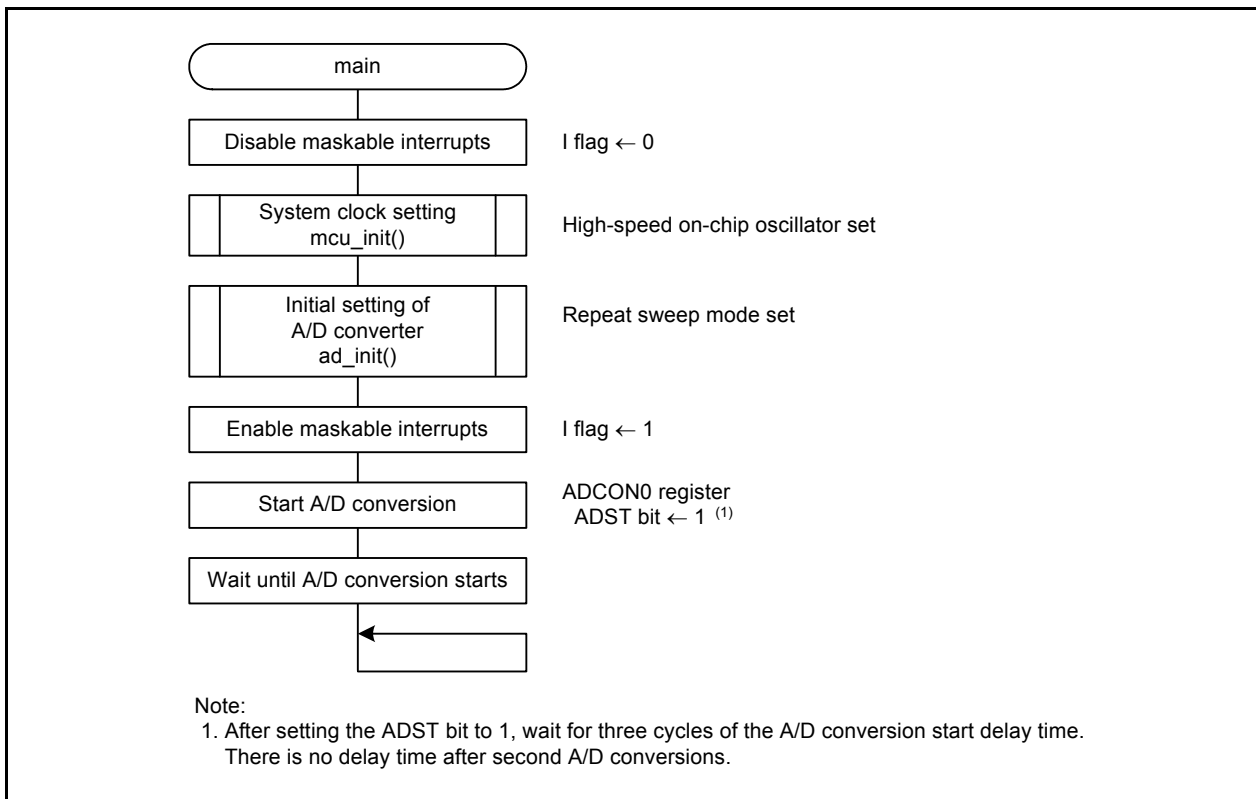 main
Disable maskable interrupts
I flag ← 0
System clock setting
mcu_init()
High-speed on-chip oscillator set
Initial setting of
A/D converter
ad_init()
Repeat sweep mode set
Enable maskable interrupts
I flag ← 1
Start A/D conversion
ADCON0 register
ADST bit ← 1 (1)
Wait until A/D conversion starts
Note:
1. After setting the ADST bit to 1, wait for three cycles of the A/D conversion start delay time.
There is no delay time after second A/D conversions.